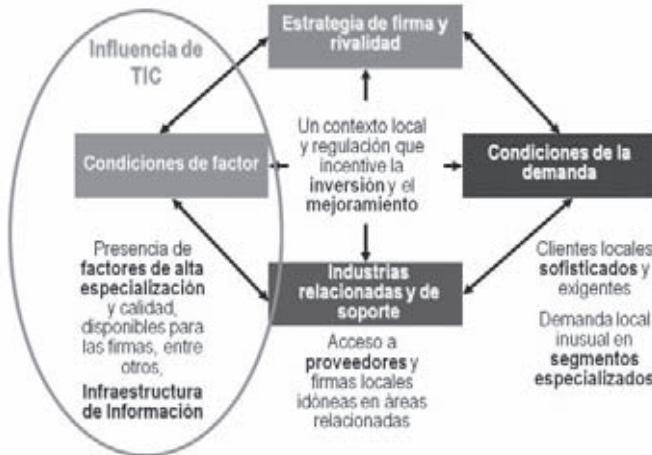 Estrategia de firma y
rivalidad
Influencia de
TIC
Un contexto local
y regulación que
incentive la
inversión y el
mejoramiento
Condiciones de factor
Condiciones de la
demanda
Presencia de
factores de alta
especialización
y calidad,
disponibles para
las firmas, entre
otros,
Infraestructura
de Información
Industrias
relacionadas y de
soporte
Acceso a
proveedores y
firmas locales
idóneas en áreas
relacionadas
Clientes locales
sofisticados y
exigentes
Demanda local
inusual en
segmentos
especializados